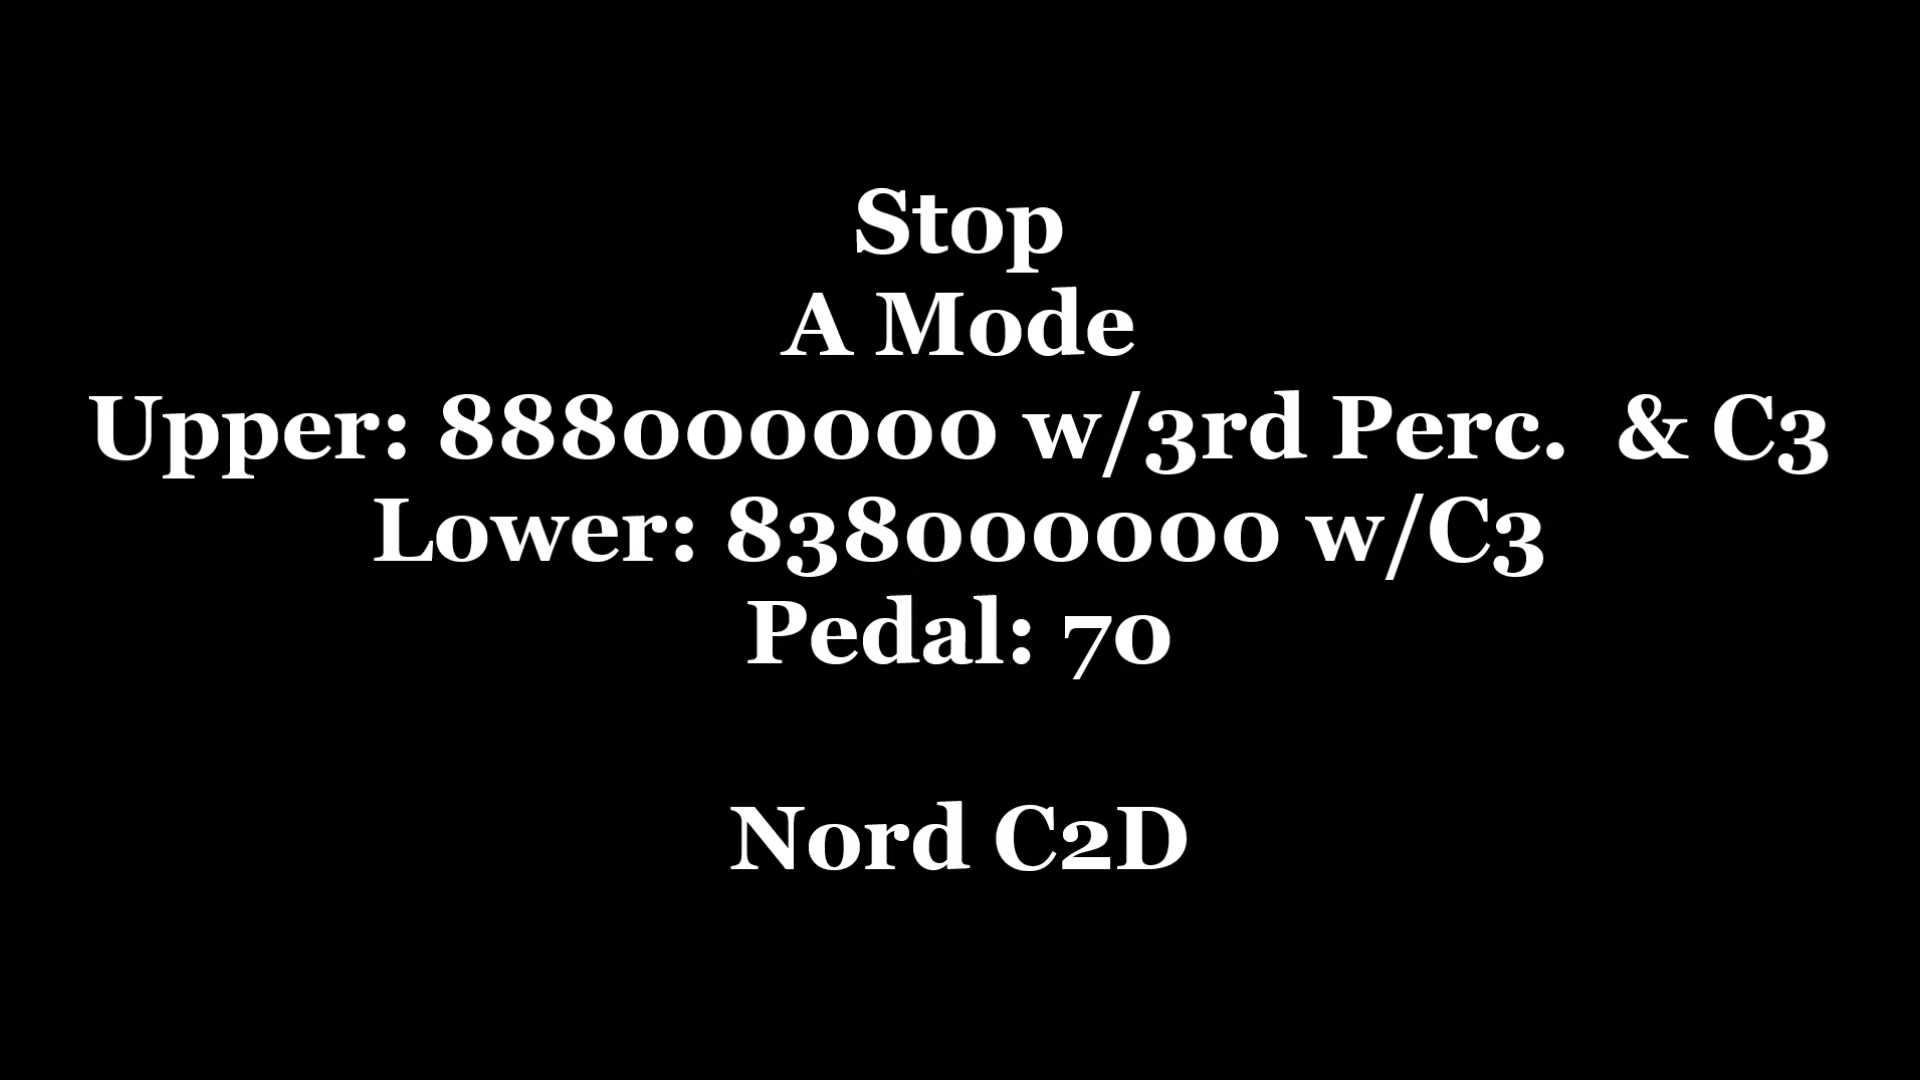 Stop
A Mode
Upper: 888000000 w/3rd Perc.  & C3
Lower: 838000000 w/C3
Pedal: 70
Nord C2D